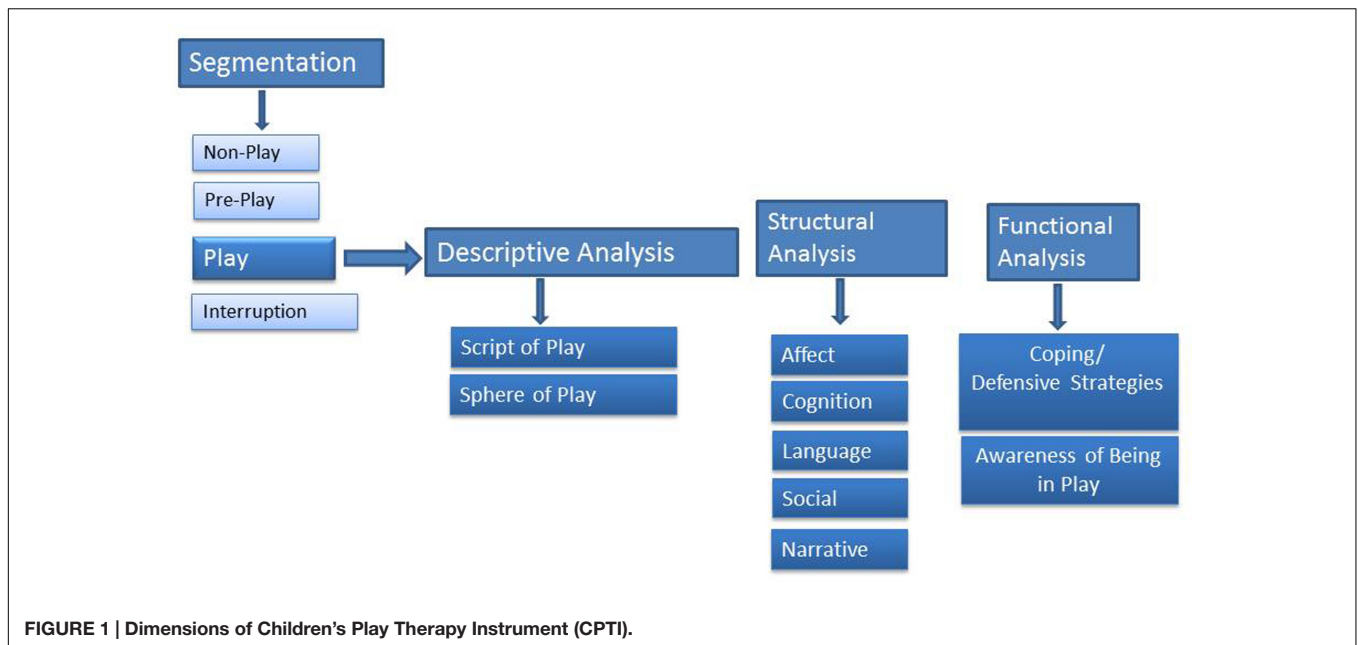 Segmentation
Non-Play
Pre-Play
Play
Interruption
Descriptive Analysis
Script of Play
Sphere of Play
Structural
Analysis
Affect
Cognition
Language
Social
Narrative
Functional
Analysis
Coping/
Defensive Strategies
Awareness of Being
in Play
FIGURE 1 | Dimensions of Children’s Play Therapy Instrument (CPTI).